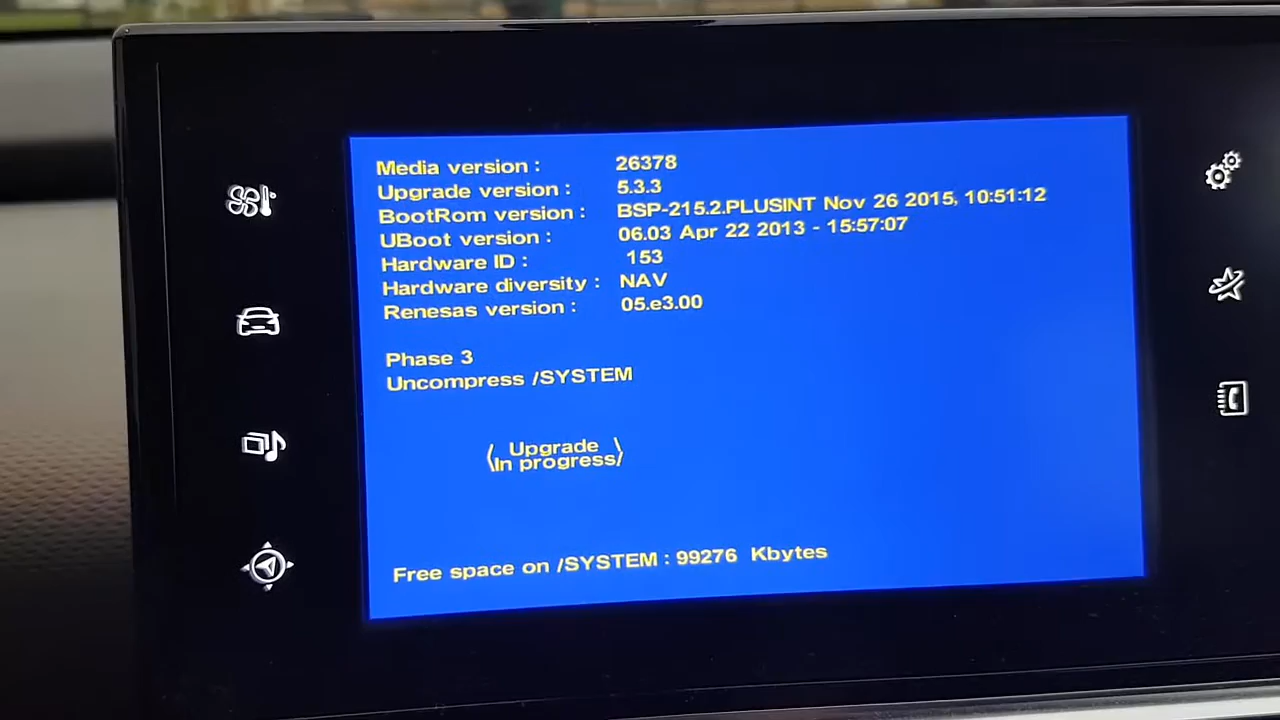 Media version : 26378
Upgrade version : 5.3.3
BootRom version : BSP-215.2.PLUSINT Nov 26 2015, 10:51:12
UBoot version : 06.03 Apr 22 2013 - 15:57:07
Hardware ID : 153
Hardware diversity : NAV
Renesas version : 05.e3.00
Phase 3
Uncompress /SYSTEM
/ Upgrade \
\In progress/
Free space on /SYSTEM : 99276 Kbytes